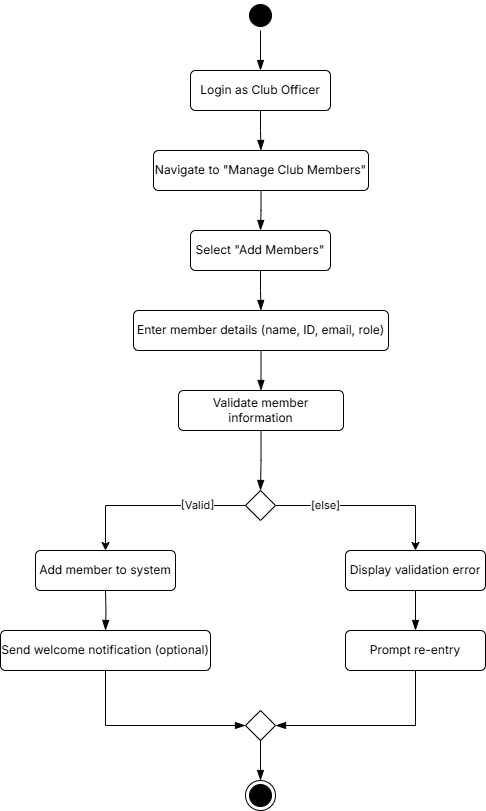 Login as Club Officer
Navigate to "Manage Club Members"
Select "Add Members"
Enter member details (name, ID, email, role)
Validate member
information
[Valid]
[else]
Add member to system
Display validation error
Send welcome notification (optional)
Prompt re-entry